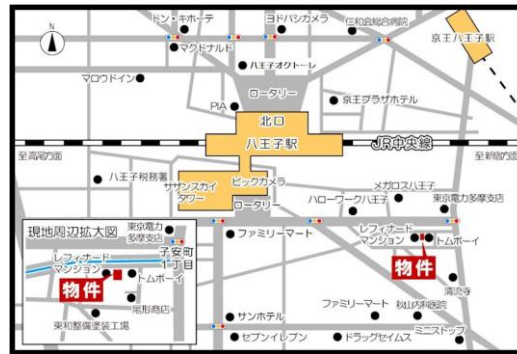 N
ドン・キホーテ
ヨドバシカメラ
仁和会総合病院
京王八王子駅
マクドナルド
八王子オクトーレ
マロウドイン
ロータリー
PIA
京王プラザホテル
北口
八王子駅
JR中央線
至高尾方面
至新宿方面
八王子税務署
サザンスカイ
タワー
ビックカメラ
ロータリー
メガロス八王子
ハローワーク八王子
東京電力
多摩支店
ファミリーマート
レフィナード
マンション
トムボーイ
物件
清流寺
現地周辺拡大図
東京電力
多摩支店
子安町
1丁目
レフィナード
マンション
トムボーイ
物件
尾形商店
東和整備塗装工場
サンホテル
セブンイレブン
ファミリーマート
秋山内科医院
ドラッグセイムス
ミニストップ